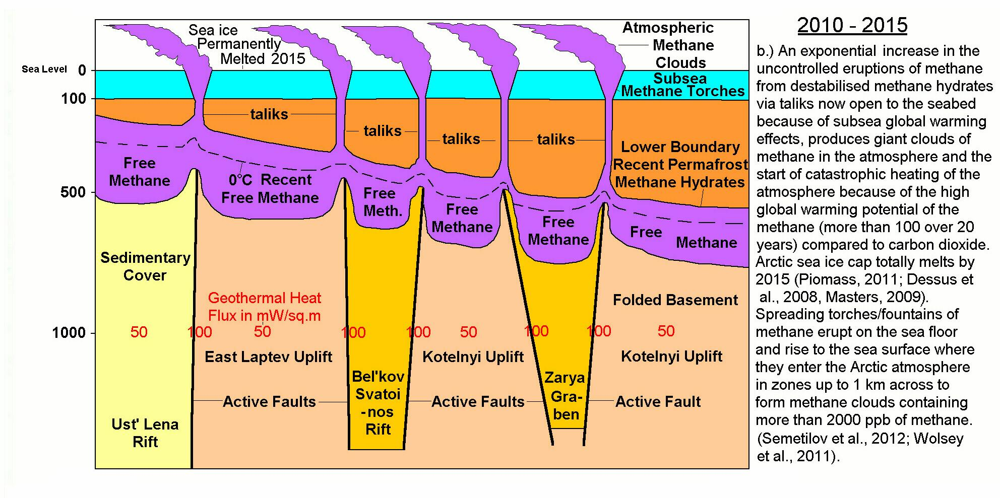 2010 - 2015
Sea ice
Permanently
Melted 2015
Atmospheric
Methane
Clouds
Sea Level 0
Subsea
Methane Torches
100
taliks
taliks
taliks
taliks
Lower Boundary
Recent Permafrost
Methane Hydrates
Free
Methane
0°C Recent
Free Methane
500
Free
Meth.
Free
Methane
Free
Methane
Free
Methane
Sedimentary
Cover
Geothermal Heat
Flux in mW/sq.m
Folded Basement
1000
50 100 50 100 100 50 100 100 50
East Laptev Uplift
Kotelnyi Uplift
Kotelnyi Uplift
Bel'kov
Svatoi
-nos
Rift
Zarya
Gra-
ben
Active Faults
Active Faults
Active Fault
Ust' Lena
Rift
b.) An exponential increase in the
uncontrolled eruptions of methane
from destabilised methane hydrates
via taliks now open to the seabed
because of subsea global warming
effects, produces giant clouds of
methane in the atmosphere and the
start of catastrophic heating of the
atmosphere because of the high
global warming potential of the
methane (more than 100 over 20
years) compared to carbon dioxide.
Arctic sea ice cap totally melts by
2015 (Piomass, 2011; Dessus et
al., 2008, Masters, 2009).
Spreading torches/fountains of
methane erupt on the sea floor
and rise to the sea surface where
they enter the Arctic atmosphere
in zones up to 1 km across to
form methane clouds containing
more than 2000 ppb of methane.
(Semetilov et al., 2012; Wolsey
et al., 2011).